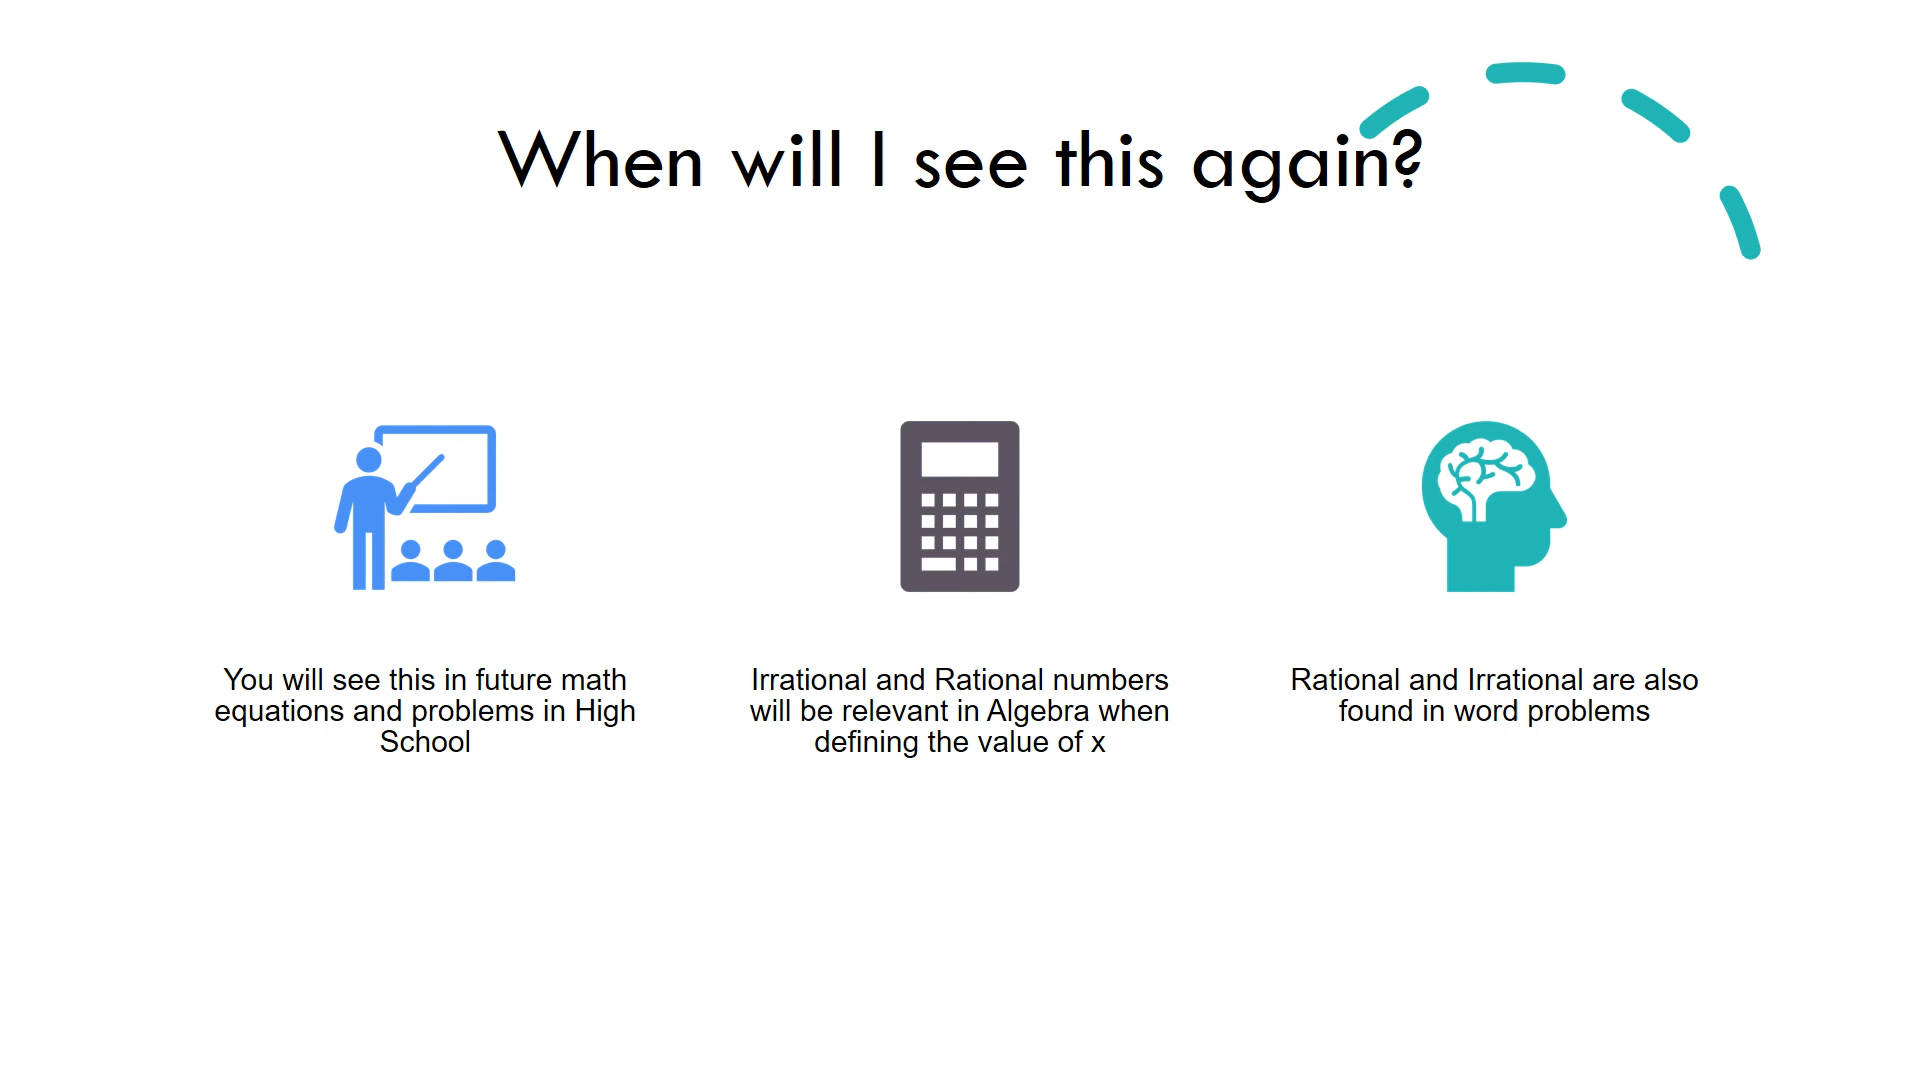 When will I see this again?
You will see this in future math
equations and problems in High
School
Irrational and Rational numbers
will be relevant in Algebra when
defining the value of x
Rational and Irrational are also
found in word problems